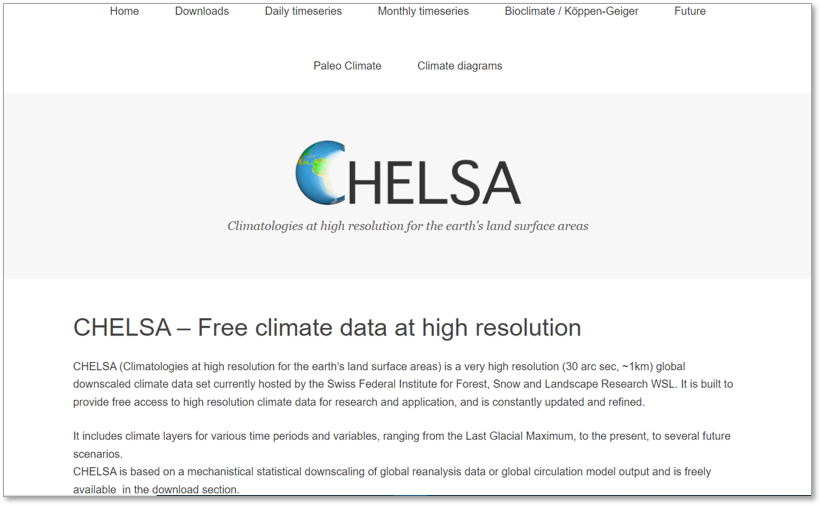 Home Downloads Daily timeseries Monthly timeseries Bioclimate / Köppen-Geiger Future
Paleo Climate Climate diagrams
CHELSA
Climatologies at high resolution for the earth's land surface areas
CHELSA – Free climate data at high resolution
CHELSA (Climatologies at high resolution for the earth's land surface areas) is a very high resolution (30 arc sec, ~1km) global
downscaled climate data set currently hosted by the Swiss Federal Institute for Forest, Snow and Landscape Research WSL. It is built to
provide free access to high resolution climate data for research and application, and is constantly updated and refined.
It includes climate layers for various time periods and variables, ranging from the Last Glacial Maximum, to the present, to several future
scenarios.
CHELSA is based on a mechanistical statistical downscaling of global reanalysis data or global circulation model output and is freely
available in the download section.